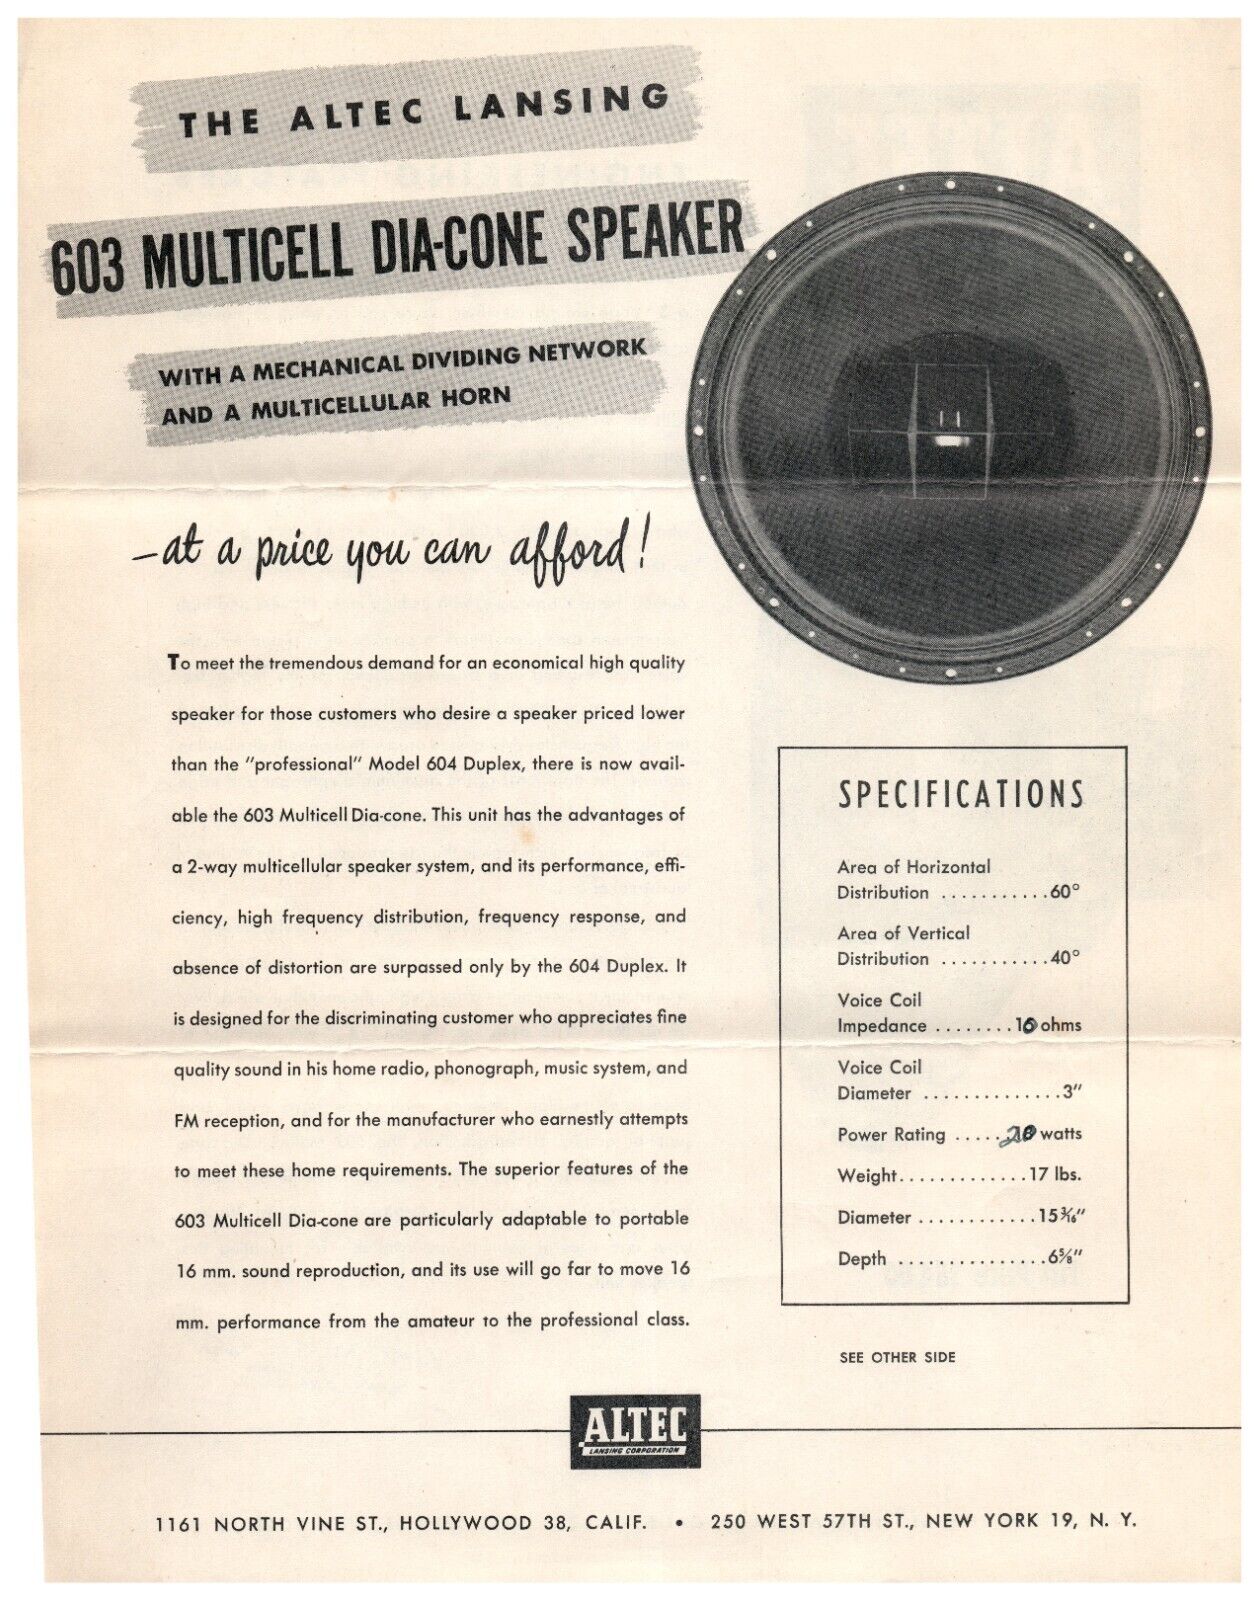 THE ALTEC LANSING
603 MULTICELL DIA-CONE SPEAKER
WITH A MECHANICAL DIVIDING NETWORK
AND A MULTICELLULAR HORN
—at a price you can afford!
To meet the tremendous demand for an economical high quality
speaker for those customers who desire a speaker priced lower
than the "professional" Model 604 Duplex, there is now avail-
able the 603 Multicell Dia-cone. This unit has the advantages of
a 2-way multicellular speaker system, and its performance, effi-
ciency, high frequency distribution, frequency response, and
absence of distortion are surpassed only by the 604 Duplex. It
is designed for the discriminating customer who appreciates fine
quality sound in his home radio, phonograph, music system, and
FM reception, and for the manufacturer who earnestly attempts
to meet these home requirements. The superior features of the
603 Multicell Dia-cone are particularly adaptable to portable
16 mm. sound reproduction, and its use will go far to move 16
mm. performance from the amateur to the professional class.
SPECIFICATIONS
Area of Horizontal
Distribution ...........60°
Area of Vertical
Distribution ...........40°
Voice Coil
Impedance ........ ohms
Voice Coil
Diameter ..............3"
Power Rating .....20 watts
Weight.............17 lbs.
Diameter ............15 3/16"
Depth ...............6 5/8"
SEE OTHER SIDE
ALTEC
LANSING CORPORATION
1161 NORTH VINE ST., HOLLYWOOD 38, CALIF. • 250 WEST 57TH ST., NEW YORK 19, N. Y.